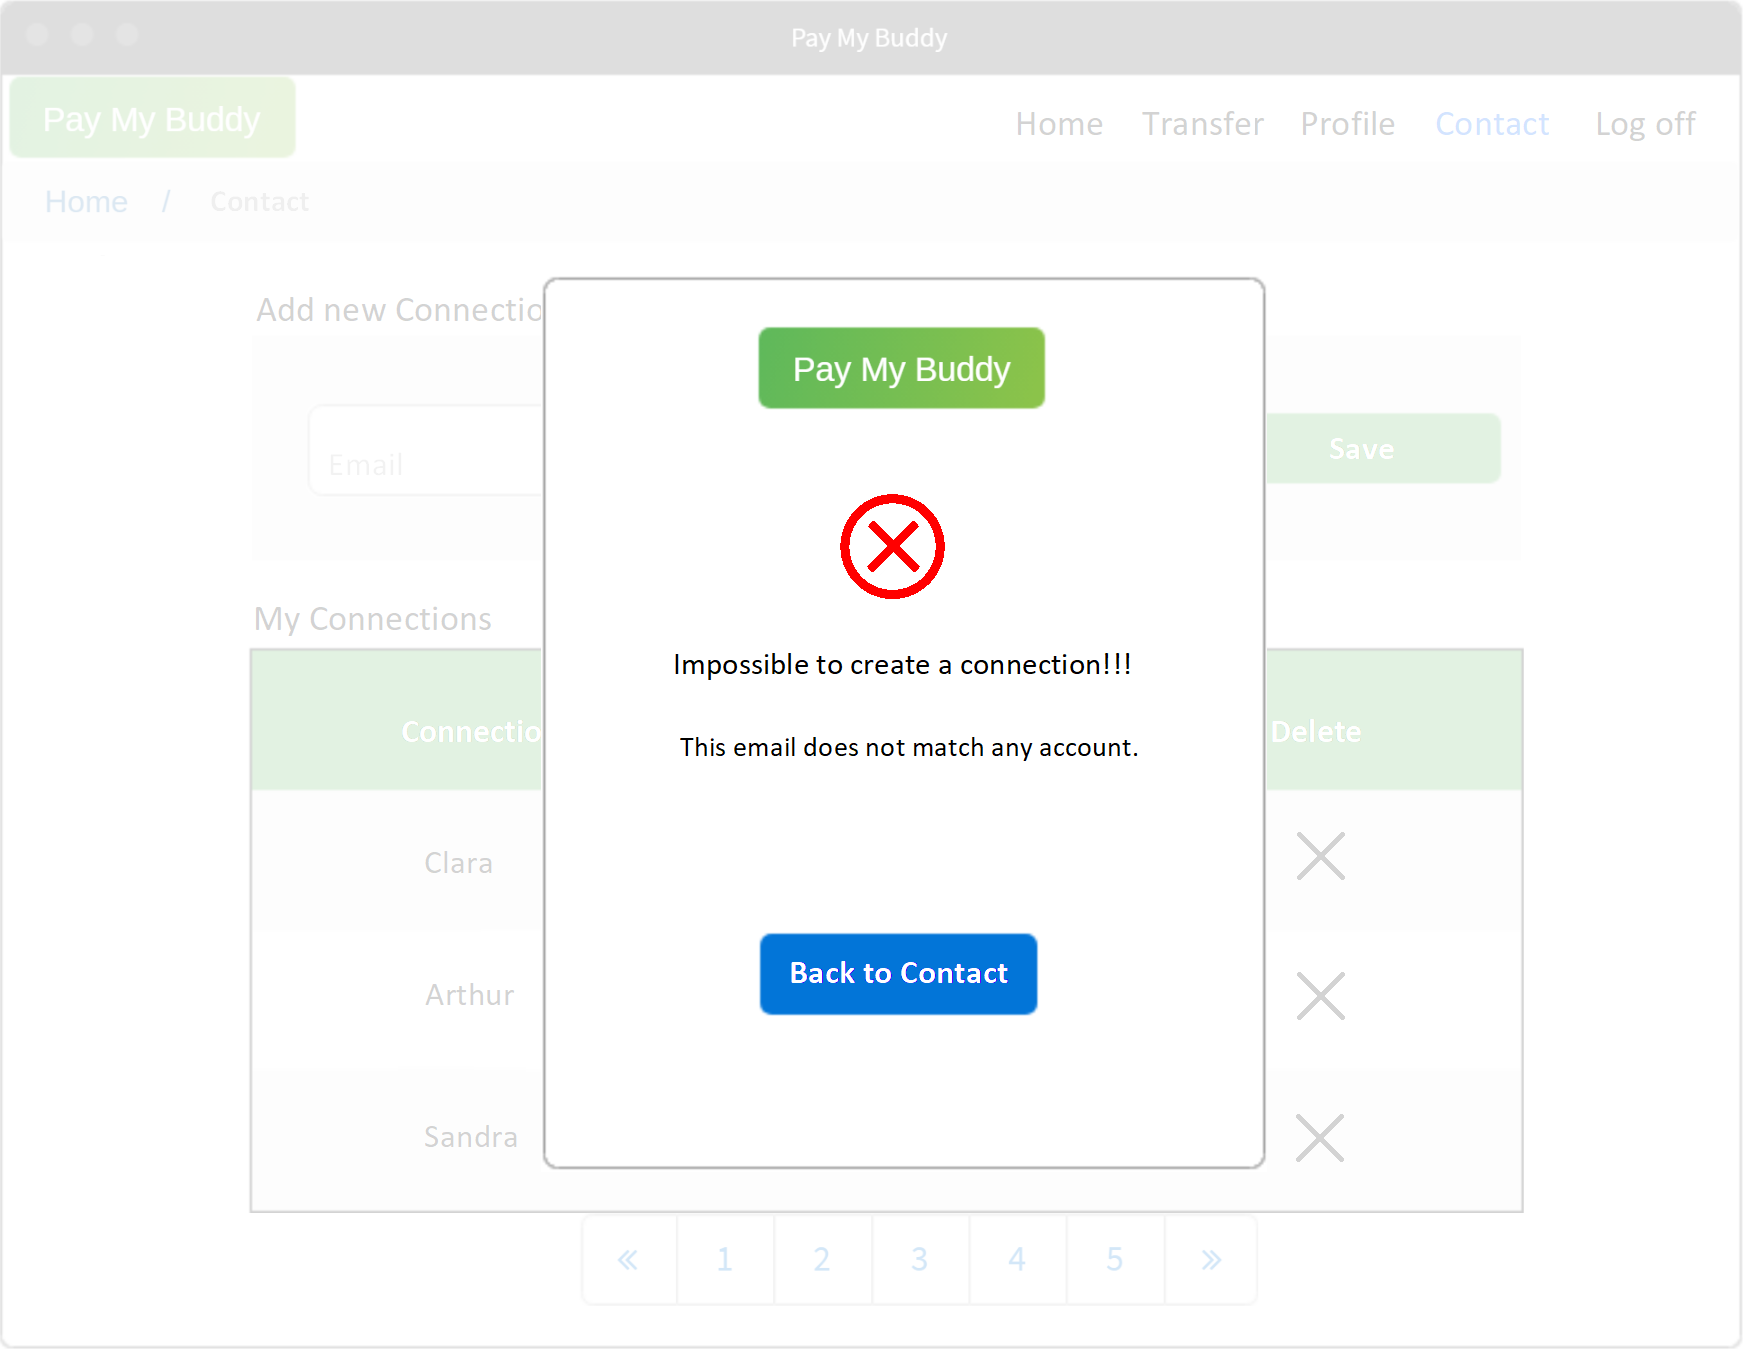 Pay My Buddy
Pay My Buddy
Home Transfer Profile Contact Log off
Home / Contact
Add new Connectio
Pay My Buddy
Email
Save
My Connections
Impossible to create a connection!!!
Connectio
Delete
This email does not match any account.
Clara
Back to Contact
Arthur
Sandra
« 1 2 3 4 5 »